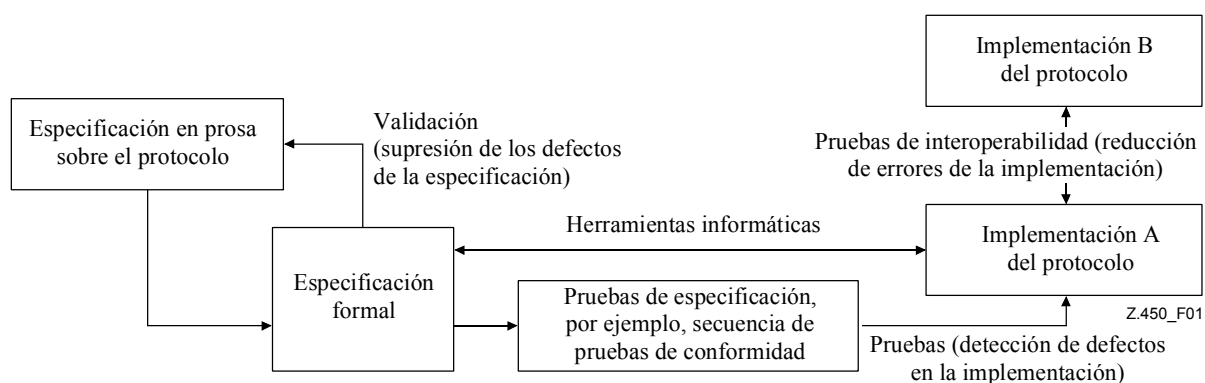 Implementación B
del protocolo
Especificación en prosa
sobre el protocolo
Validación
(supresión de los defectos
de la especificación)
Pruebas de interoperabilidad (reducción
de errores de la implementación)
Herramientas informáticas
Implementación A
del protocolo
Especificación
formal
Pruebas de especificación,
por ejemplo, secuencia de
pruebas de conformidad
Z.450_F01
Pruebas (detección de defectos
en la implementación)